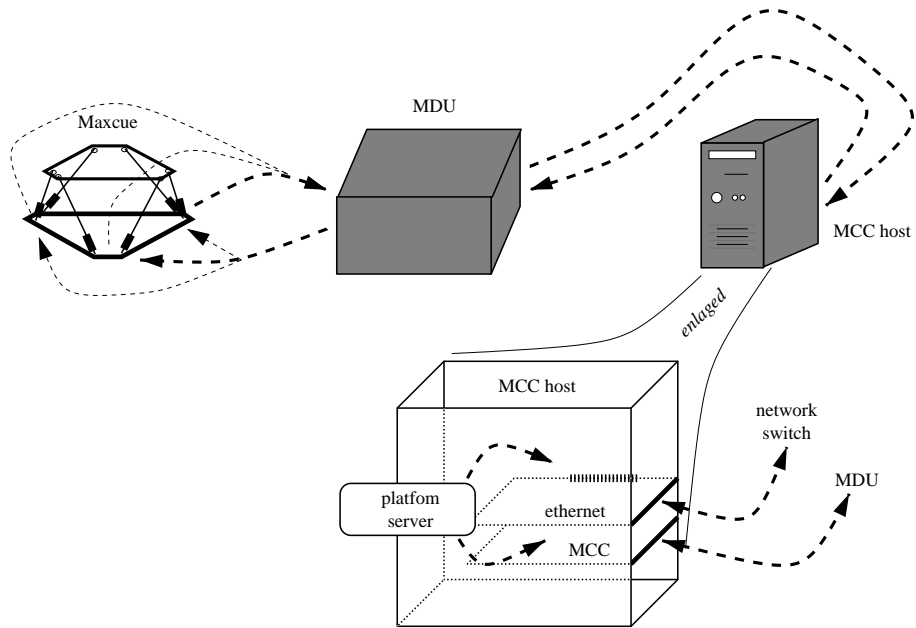 MDU
Maxcue
MCC host
enlaged
MCC host
network
switch
MDU
platfom
server
ethernet
MCC